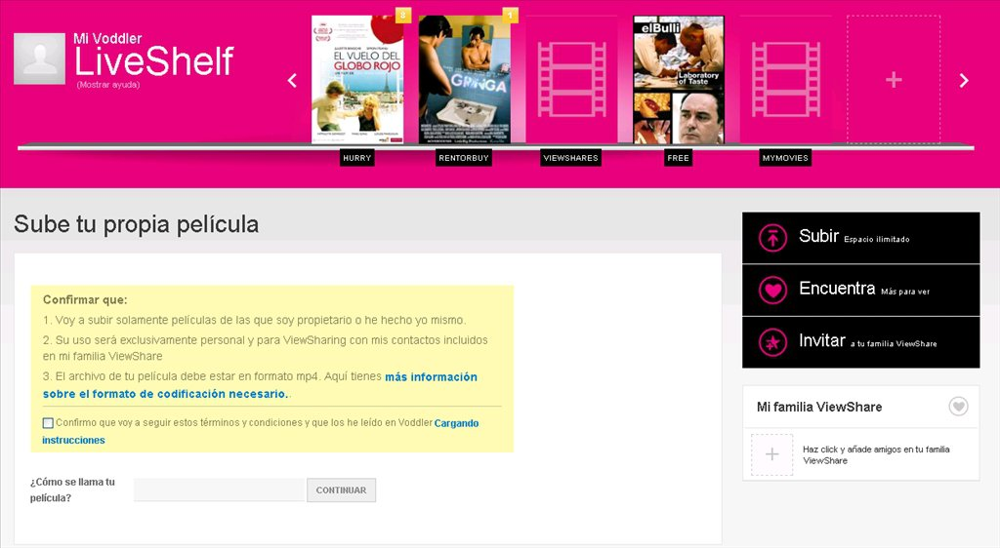 Mi Voddler
LiveShelf
(Mostrar ayuda)
8
EL VUELO DEL
GLOBO ROJO
1
GRINGA
elBulli
Laboratory
of Taste
HURRY
RENTORBUY
VIEWSHARES
FREE
MYMOVIES
Sube tu propia película
Confirmar que:
1. Voy a subir solamente películas de las que soy propietario o he hecho yo mismo.
2. Su uso será exclusivamente personal y para ViewSharing con mis contactos incluidos
en mi familia ViewShare
3. El archivo de tu película debe estar en formato mp4. Aquí tienes más información
sobre el formato de codificación necesario..
Confirmo que voy a seguir estos términos y condiciones y que los he leído en Voddler Cargando
instrucciones
¿Cómo se llama tu
película?
CONTINUAR
Subir Espacio ilimitado
Encuentra Más para ver
Invitar a tu familia ViewShare
Mi familia ViewShare
Haz click y añade amigos en tu familia
ViewShare